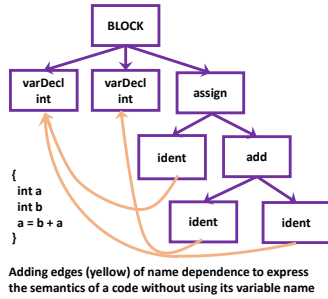 BLOCK
varDecl
int
varDecl
int
assign
ident
add
ident
ident
{
int a
int b
a = b + a
}
Adding edges (yellow) of name dependence to express
the semantics of a code without using its variable name